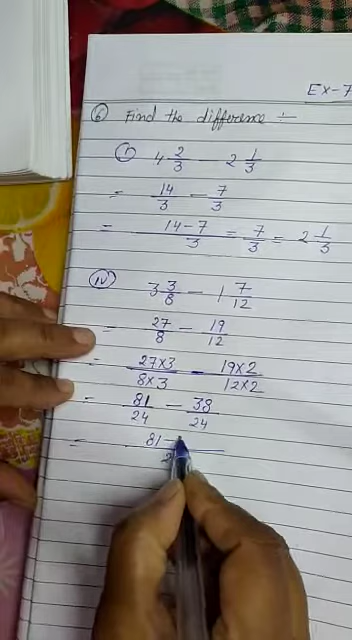 Ex-7
6 Find the difference :-
(i) 4 2/3 - 2 1/3
= 14/3 - 7/3
= 14-7/3 = 7/3 = 2 1/3
(iv) 3 3/8 - 1 7/12
= 27/8 - 19/12
= 27×3/8×3 - 19×2/12×2
= 81/24 - 38/24
= 81-